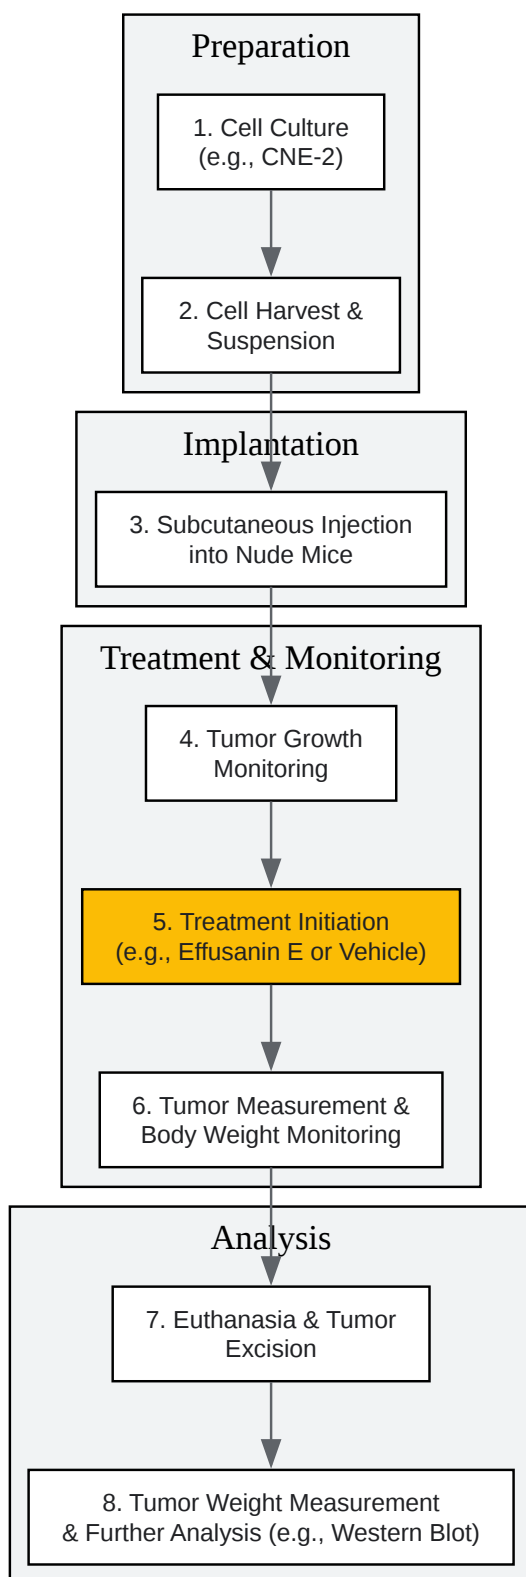 Preparation
1. Cell Culture
(e.g., CNE-2)
2. Cell Harvest &
Suspension
Implantation
3. Subcutaneous Injection
into Nude Mice
Treatment & Monitoring
4. Tumor Growth
Monitoring
5. Treatment Initiation
(e.g., Effusanin E or Vehicle)
6. Tumor Measurement &
Body Weight Monitoring
Analysis
7. Euthanasia & Tumor
Excision
8. Tumor Weight Measurement
& Further Analysis (e.g., Western Blot)